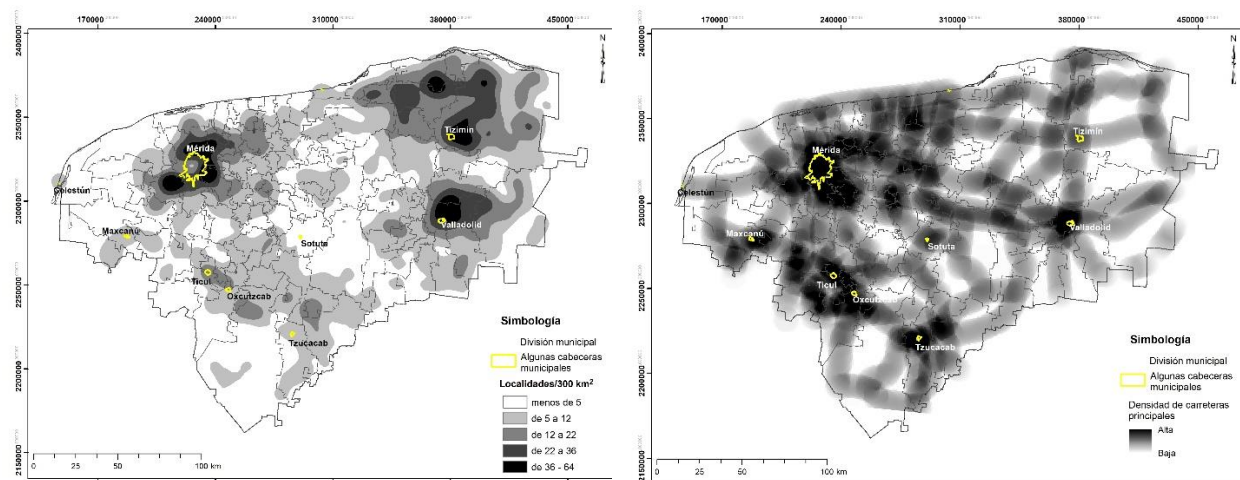 170000 240000 310000 380000 450000
2400000
N
2350000
Tizimín
Mérida
2300000
Celestún
Valladolid
Maxcanú
Sotuta
2250000
Ticul
Oxcutzcab
Simbología
División municipal
Tzucacab
Algunas cabeceras
municipales
2200000
Localidades/300 km²
menos de 5
de 5 a 12
de 12 a 22
de 22 a 36
de 36 - 64
0 25 50 100 km
2150000
170000 240000 310000 380000 450000
2400000
N
2350000
Tizimín
Mérida
2300000
Celestún
Valladolid
Maxcanú
Sotuta
2250000
Ticul
Oxcutzcab
Simbología
División municipal
Tzucacab
Algunas cabeceras
municipales
2200000
Densidad de carreteras
principales
Alta
Baja
0 25 50 100 km
2150000